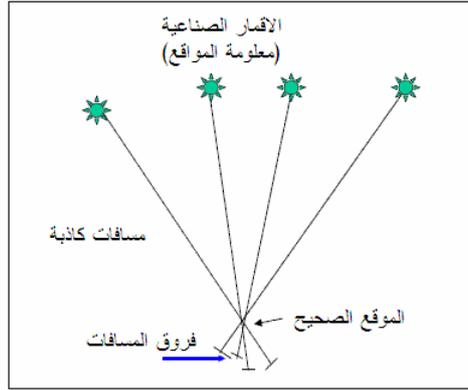 الاقمار الصناعية
(معلومة المواقع)
مسافات كاذبة
الموقع الصحيح
فروق المسافات